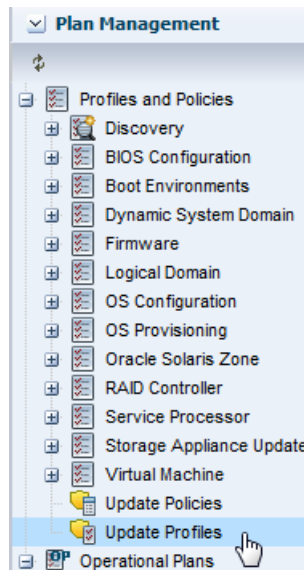 Plan Management
Profiles and Policies
Discovery
BIOS Configuration
Boot Environments
Dynamic System Domain
Firmware
Logical Domain
OS Configuration
OS Provisioning
Oracle Solaris Zone
RAID Controller
Service Processor
Storage Appliance Update
Virtual Machine
Update Policies
Update Profiles
Operational Plans